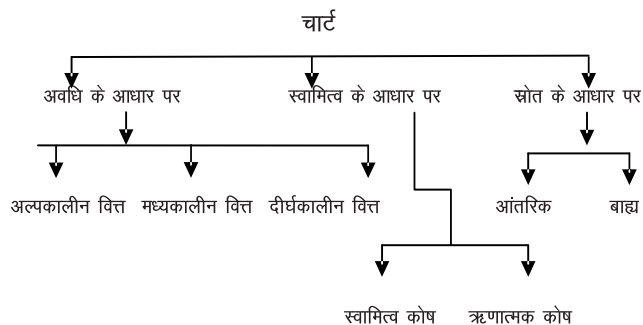 चार्ट
अवधि के आधार पर स्वामित्व के आधार पर स्रोत के आधार पर
अल्पकालीन वित्त मध्यकालीन वित्त दीर्घकालीन वित्त आंतरिक बाह्य
स्वामित्व कोष ऋणात्मक कोष